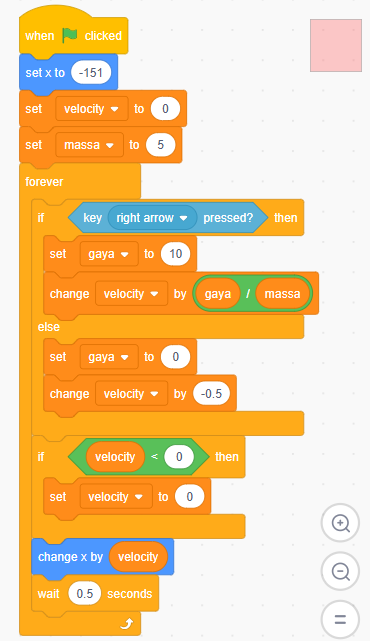 when clicked
set x to -151
set velocity to 0
set massa to 5
forever
if key right arrow pressed? then
set gaya to 10
change velocity by gaya / massa
else
set gaya to 0
change velocity by -0.5
if velocity < 0 then
set velocity to 0
change x by velocity
wait 0.5 seconds